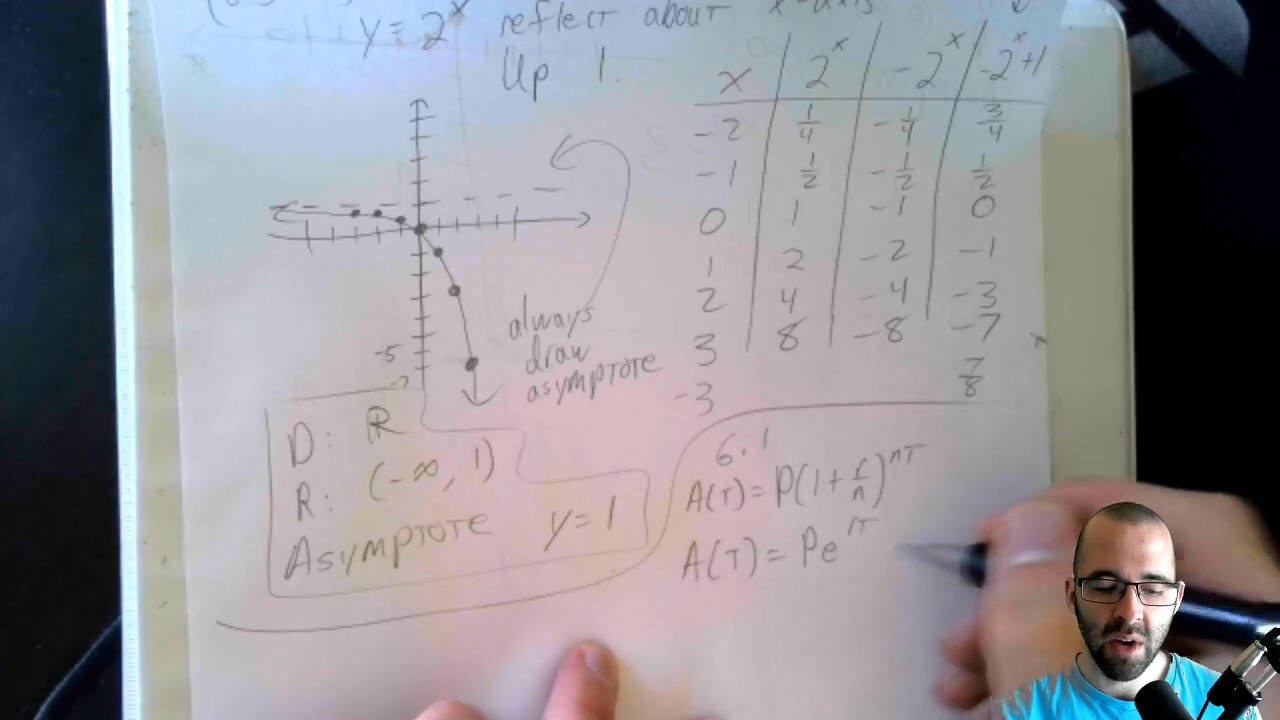 y = 2^x reflect about x-axis
Up 1.
x | 2^x | -2^x | -2^x+1
-2 | 1/4 | -1/4 | 3/4
-1 | 1/2 | -1/2 | 1/2
0 | 1 | -1 | 0
1 | 2 | -2 | -1
2 | 4 | -4 | -3
3 | 8 | -8 | -7
-3 7/8
-5
-7
always
draw
asymptote
D: ℝ
R: (-∞, 1)
Asymptote y=1
6.1
A(T) = P(1+r/n)^nT
A(T) = Pe^rT